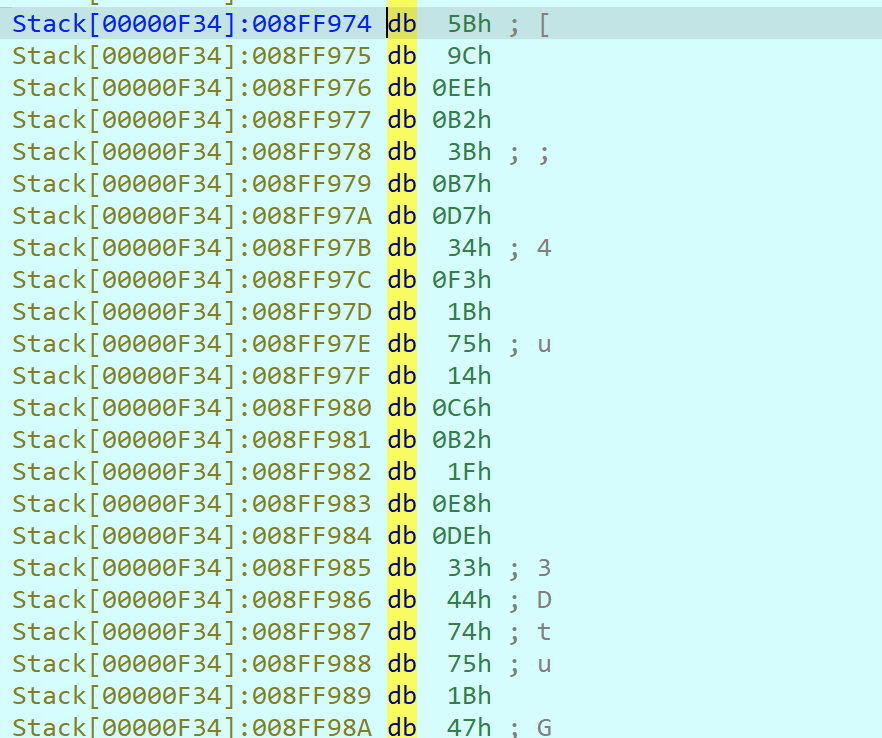 Stack[00000F34]:008FF974 db 5Bh ; [
Stack[00000F34]:008FF975 db 9Ch
Stack[00000F34]:008FF976 db 0EEh
Stack[00000F34]:008FF977 db 0B2h
Stack[00000F34]:008FF978 db 3Bh ; ;
Stack[00000F34]:008FF979 db 0B7h
Stack[00000F34]:008FF97A db 0D7h
Stack[00000F34]:008FF97B db 34h ; 4
Stack[00000F34]:008FF97C db 0F3h
Stack[00000F34]:008FF97D db 1Bh
Stack[00000F34]:008FF97E db 75h ; u
Stack[00000F34]:008FF97F db 14h
Stack[00000F34]:008FF980 db 0C6h
Stack[00000F34]:008FF981 db 0B2h
Stack[00000F34]:008FF982 db 1Fh
Stack[00000F34]:008FF983 db 0E8h
Stack[00000F34]:008FF984 db 0DEh
Stack[00000F34]:008FF985 db 33h ; 3
Stack[00000F34]:008FF986 db 44h ; D
Stack[00000F34]:008FF987 db 74h ; t
Stack[00000F34]:008FF988 db 75h ; u
Stack[00000F34]:008FF989 db 1Bh
Stack[00000F34]:008FF98A db 47h ; G